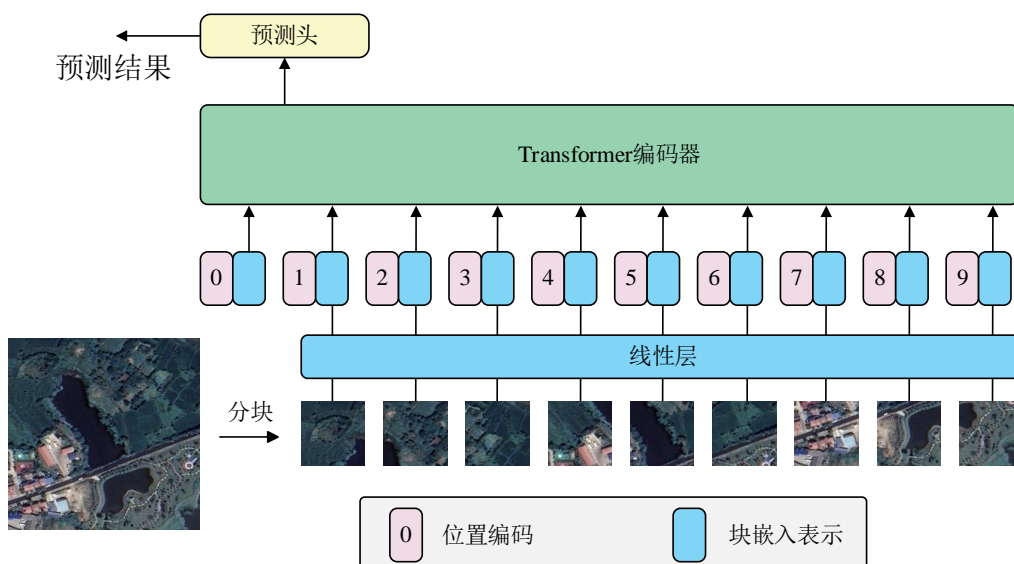 预测头
预测结果
Transformer编码器
0 1 2 3 4 5 6 7 8 9
线性层
分块
0 位置编码 块嵌入表示